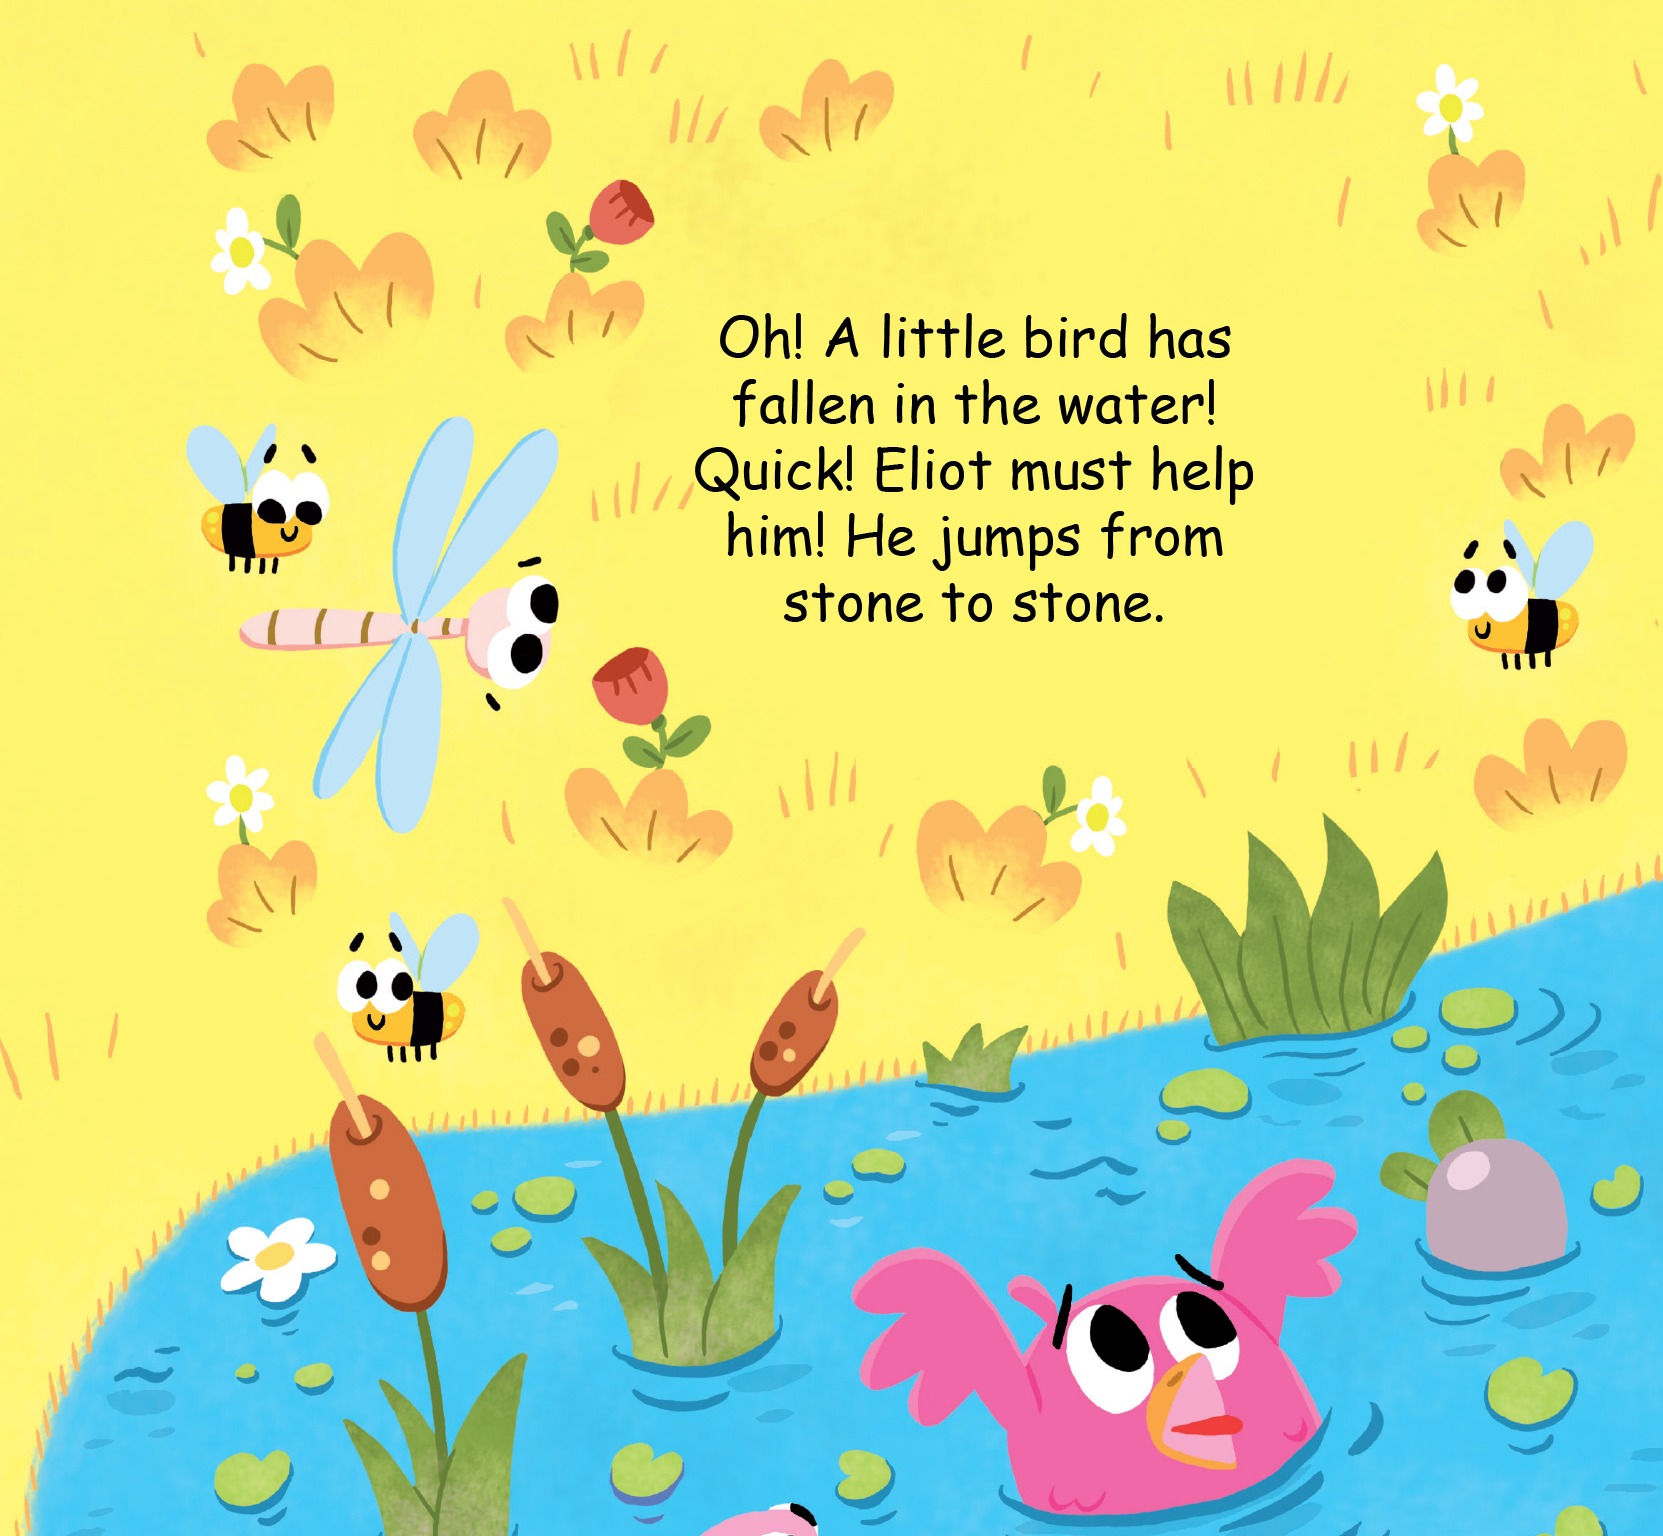 Oh! A little bird has
fallen in the water!
Quick! Eliot must help
him! He jumps from
stone to stone.